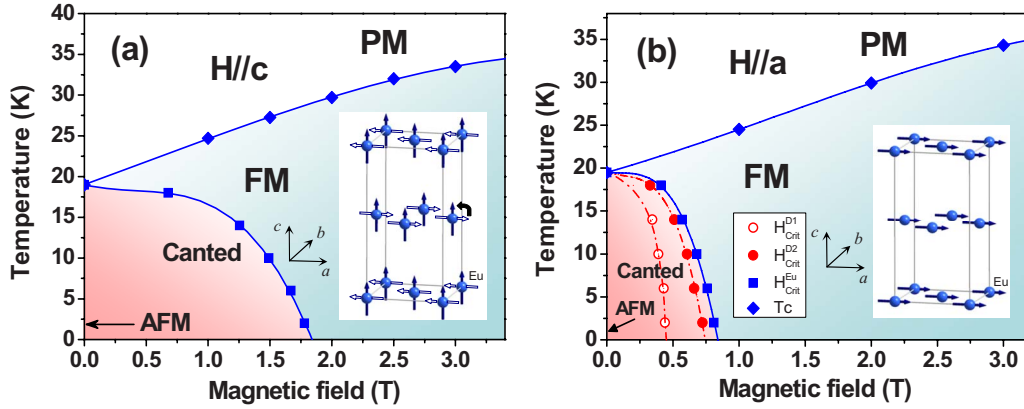 (a)
H//c
PM
FM
Canted
AFM
c
b
a
Eu
Temperature (K)
40
35
30
25
20
15
10
5
0
0.0
0.5
1.0
1.5
2.0
2.5
3.0
Magnetic field (T)
(b)
H//a
PM
FM
Canted
AFM
H_Crit^D1
H_Crit^D2
H_Crit^Eu
Tc
c
b
a
Eu
Temperature (K)
40
35
30
25
20
15
10
5
0
0.0
0.5
1.0
1.5
2.0
2.5
3.0
Magnetic field (T)